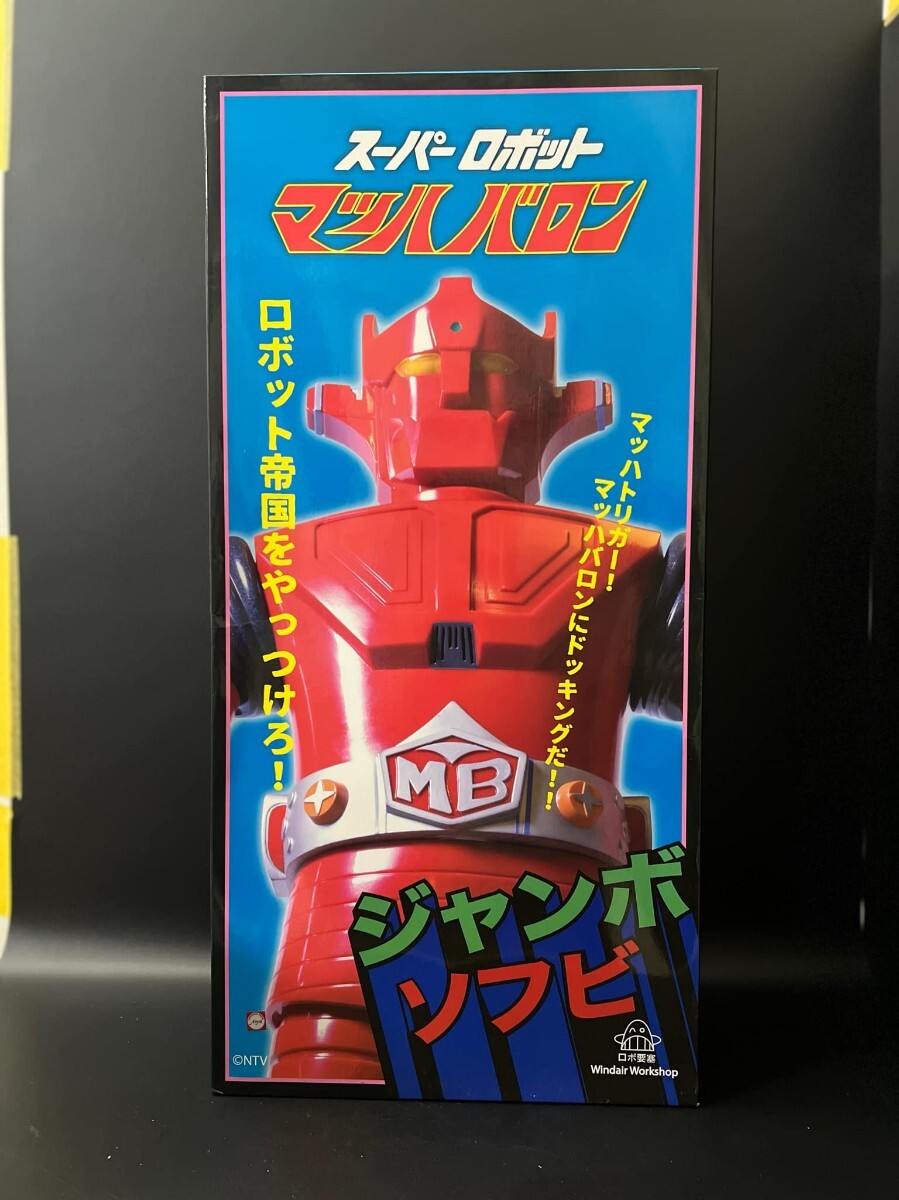 スーパー ロボット
マッハバロン
ロボット帝国をやっつけろ！
マッハトリガー！
マッハバロンにドッキングだ！！
MB
ジャンボ
ソフビ
©NTV
ロボ要塞
Windair Workshop